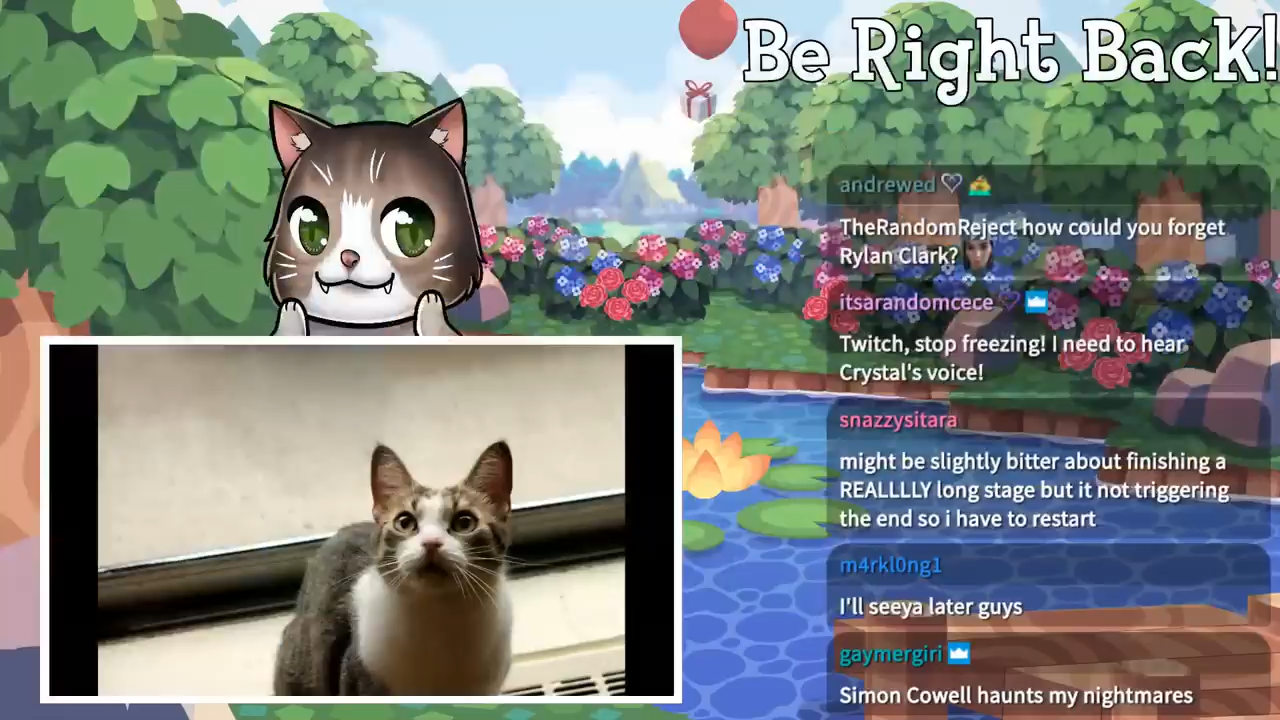 Be Right Back!
andrewed
TheRandomReject how could you forget
Rylan Clark?
itsarandomcece
Twitch, stop freezing! I need to hear
Crystal's voice!
snazzysitara
might be slightly bitter about finishing a
REALLLLY long stage but it not triggering
the end so i have to restart
m4rkl0ng1
I'll seeya later guys
gaymergiri
Simon Cowell haunts my nightmares